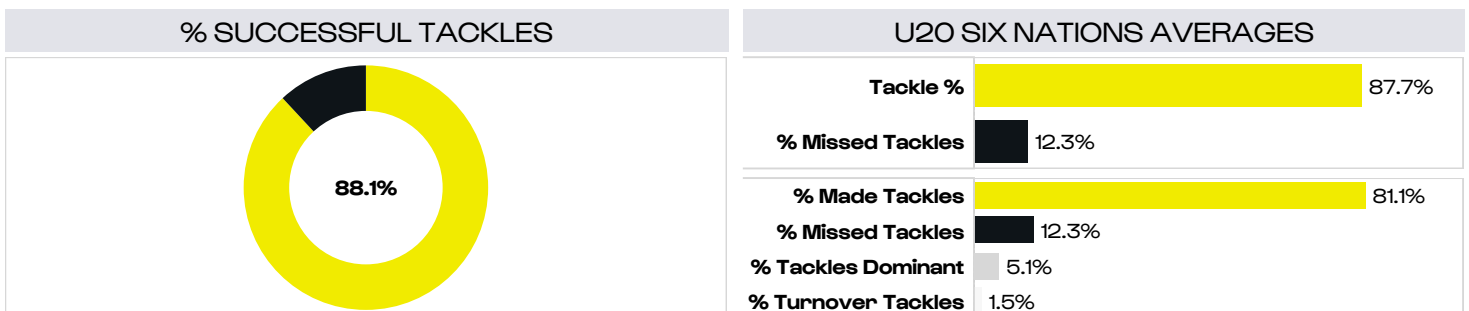 % SUCCESSFUL TACKLES
88.1%
U20 SIX NATIONS AVERAGES
Tackle % 87.7%
% Missed Tackles 12.3%
% Made Tackles 81.1%
% Missed Tackles 12.3%
% Tackles Dominant 5.1%
% Turnover Tackles 1.5%